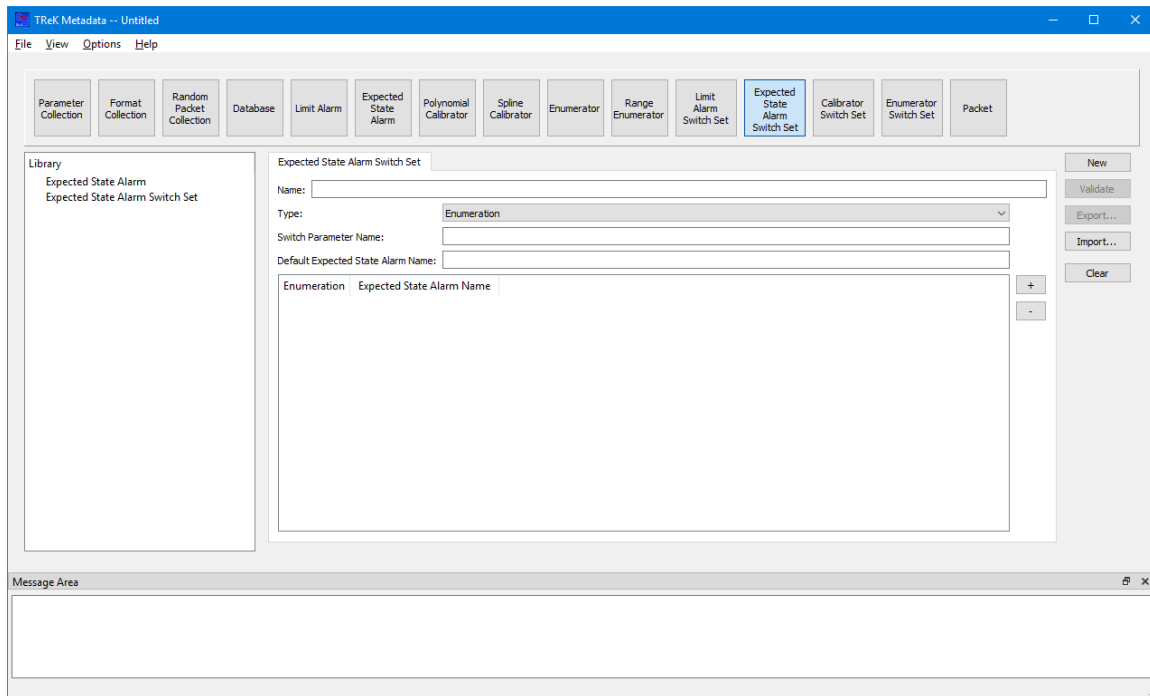 TReK Metadata -- Untitled
File View Options Help
Parameter Collection
Format Collection
Random Packet Collection
Database
Limit Alarm
Expected State Alarm
Polynomial Calibrator
Spline Calibrator
Enumerator
Range Enumerator
Limit Alarm Switch Set
Expected State Alarm Switch Set
Calibrator Switch Set
Enumerator Switch Set
Packet
Library
Expected State Alarm
Expected State Alarm Switch Set
Expected State Alarm Switch Set
Name:
Type: Enumeration
Switch Parameter Name:
Default Expected State Alarm Name:
Enumeration Expected State Alarm Name
+
-
New
Validate
Export...
Import...
Clear
Message Area